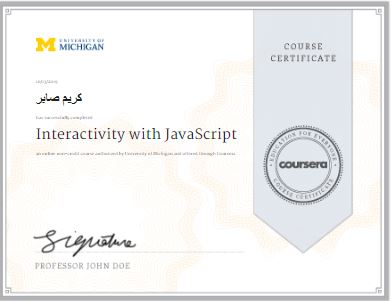 UNIVERSITY OF
MICHIGAN
COURSE
CERTIFICATE
كريم صابر
has successfully completed
Interactivity with JavaScript
an online non-credit course authorized by University of Michigan and offered through Coursera
EDUCATION FOR EVERYONE
coursera
COURSE CERTIFICATE
Signature
PROFESSOR JOHN DOE